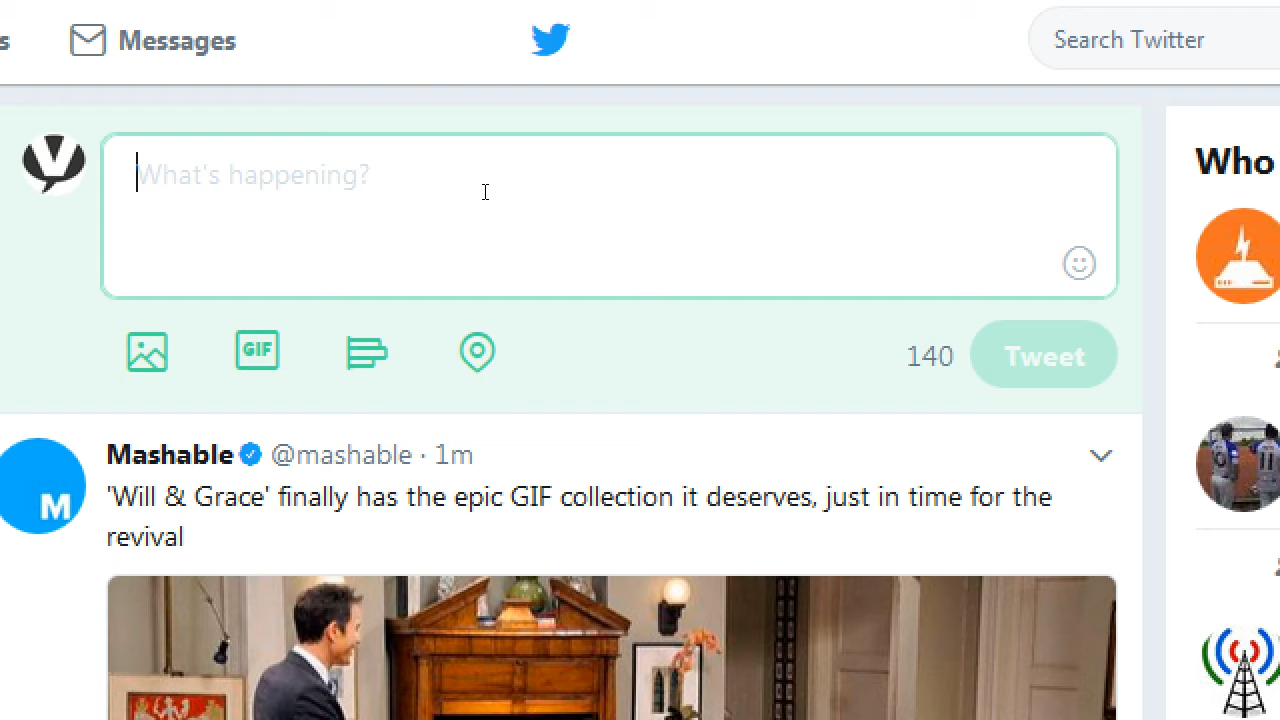 s
Messages
Search Twitter
What's happening?
GIF
140
Tweet
Who
Mashable @mashable · 1m
'Will & Grace' finally has the epic GIF collection it deserves, just in time for the
revival
M